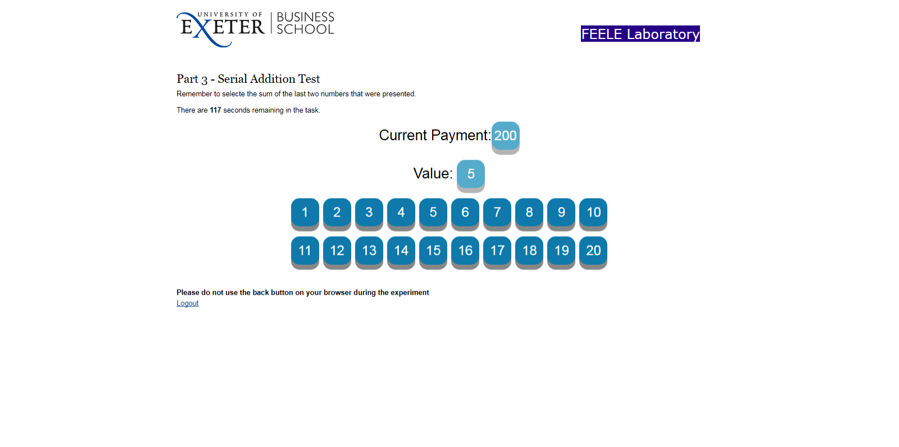 UNIVERSITY OF
EXETER
BUSINESS
SCHOOL
FEELE Laboratory
Part 3 - Serial Addition Test
Remember to selecte the sum of the last two numbers that were presented.
There are 117 seconds remaining in the task.
Current Payment: 200
Value: 5
1 2 3 4 5 6 7 8 9 10
11 12 13 14 15 16 17 18 19 20
Please do not use the back button on your browser during the experiment
Logout